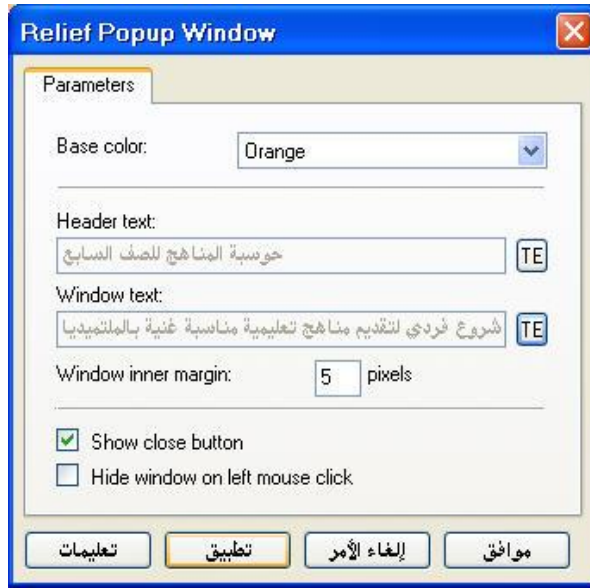 Relief Popup Window
Parameters
Base color: Orange
Header text:
حوسبة المناهج للصف السابع TE
Window text:
شروع فردي لتقديم مناهج تعليمية مناسبة غنية بالملتميديا TE
Window inner margin: 5 pixels
Show close button
Hide window on left mouse click
موافق إلغاء الأمر تطبيق تعليمات